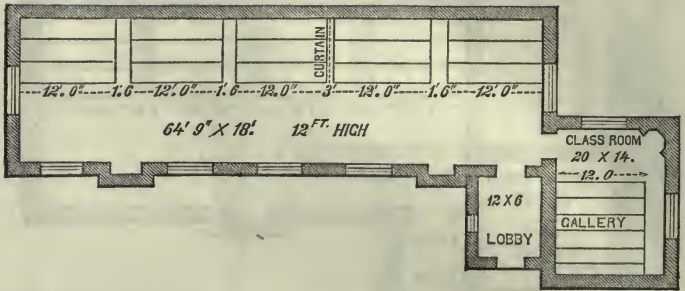 CURTAIN
12'.0"---1.6---12'.0"---1'.6---12'.0"---3'---12'.0"---1'.6"---12'.0"
64' 9" X 18'. 12 FT. HIGH
CLASS ROOM
20 X 14.
12.0
12 X 6
GALLERY
LOBBY